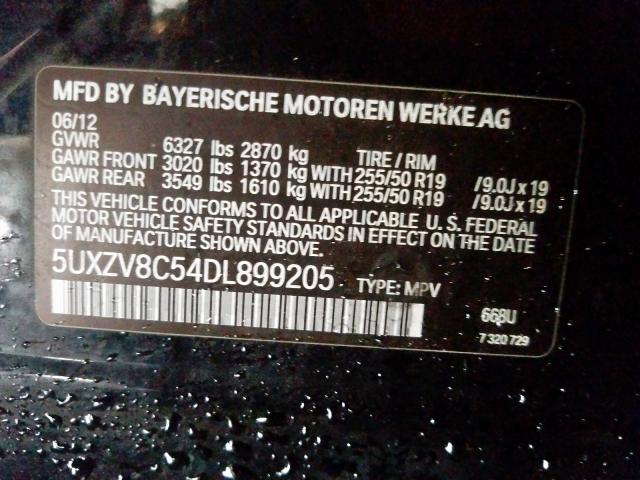 MFD BY BAYERISCHE MOTOREN WERKE AG
06/12
GVWR 6327 lbs 2870 kg TIRE / RIM
GAWR FRONT 3020 lbs 1370 kg WITH 255/50 R19 /9.0J x 19
GAWR REAR 3549 lbs 1610 kg WITH 255/50 R19 /9.0J x 19
THIS VEHICLE CONFORMS TO ALL APPLICABLE U. S. FEDERAL
MOTOR VEHICLE SAFETY STANDARDS IN EFFECT ON THE DATE
OF MANUFACTURE SHOWN ABOVE.
5UXZV8C54DL899205 TYPE: MPV
668U
7 320 729